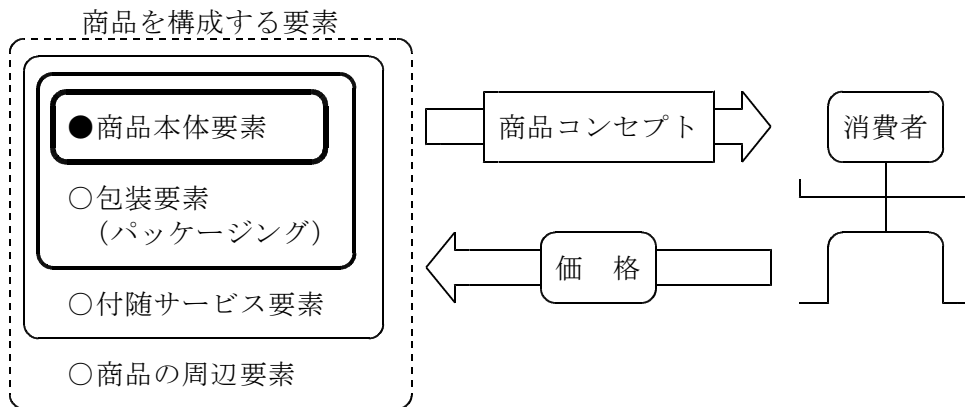 商品を構成する要素
●商品本体要素
○包装要素
（パッケージング）
○付随サービス要素
○商品の周辺要素
商品コンセプト
価　格
消費者